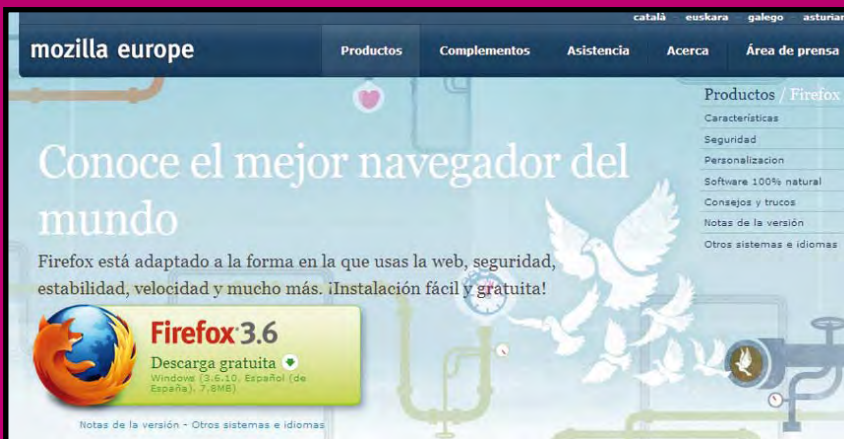 català euskara galego asturian
mozilla europe
Productos Complementos Asistencia Acerca Área de prensa
Productos / Firefox
Características
Seguridad
Personalizacion
Software 100% natural
Consejos y trucos
Notas de la versión
Otros sistemas e idiomas
Conoce el mejor navegador del
mundo
Firefox está adaptado a la forma en la que usas la web, seguridad,
estabilidad, velocidad y mucho más. ¡Instalación fácil y gratuita!
Firefox 3.6
Descarga gratuita
Windows (3.6.10, Español (de
España), 7.8MB)
Notas de la versión - Otros sistemas e idiomas